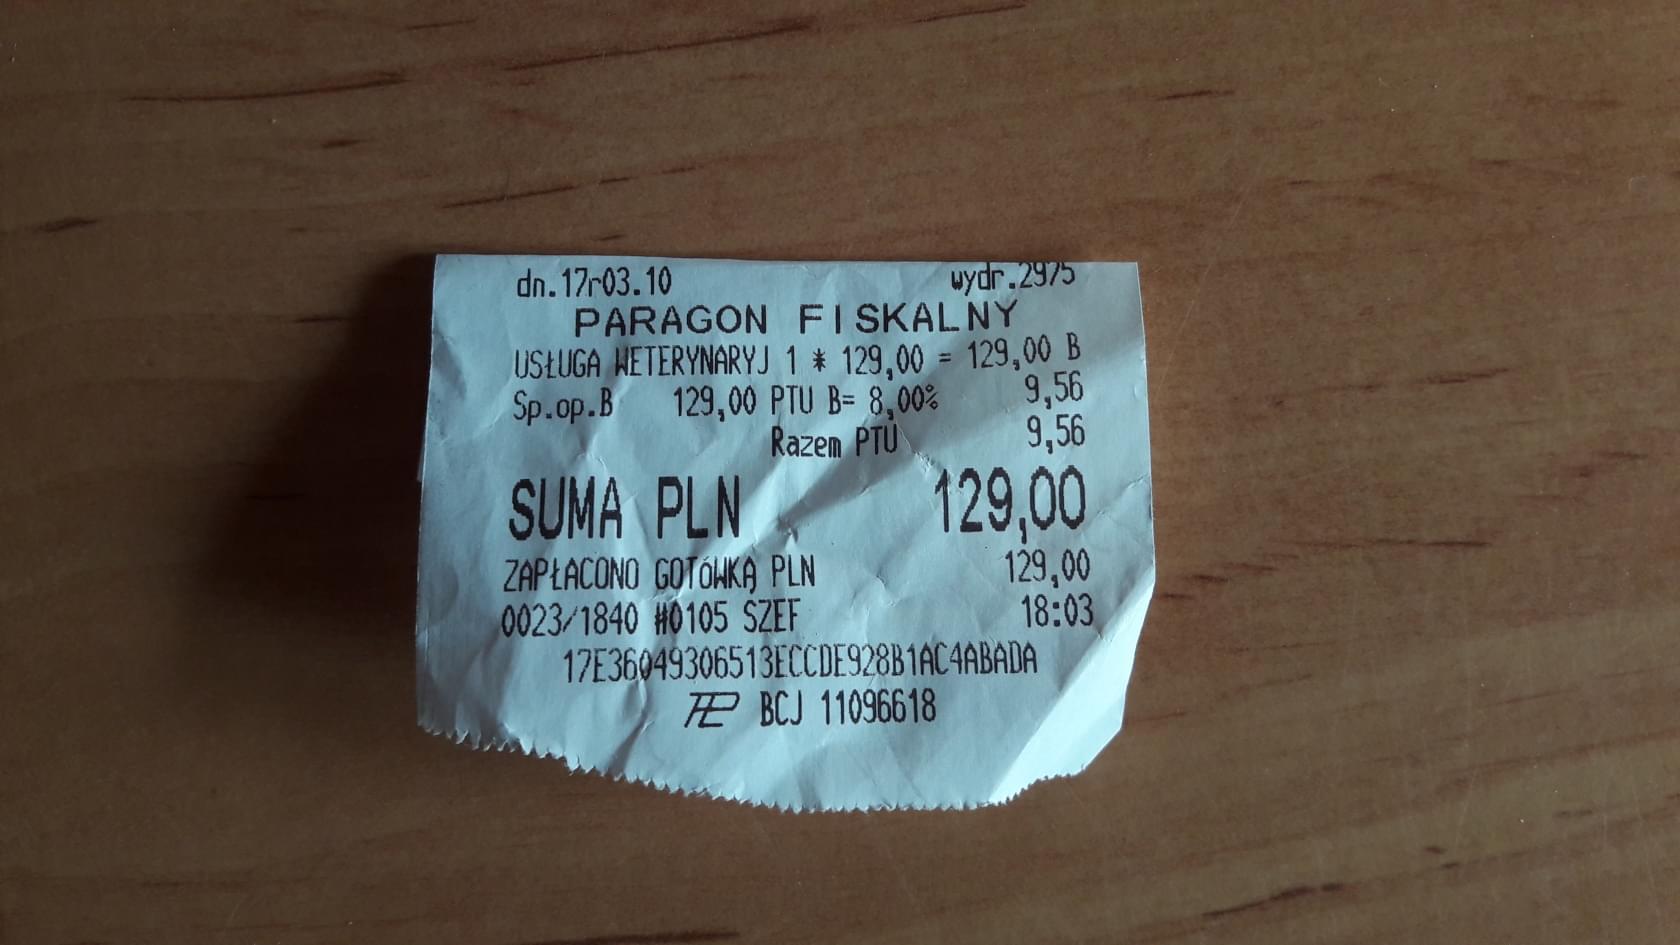 dn.17r03.10 wydr.2975
PARAGON FISKALNY
USŁUGA WETERYNARYJ 1 * 129,00 = 129,00 B
Sp.op.B 129,00 PTU B= 8,00% 9,56
Razem PTU 9,56
SUMA PLN 129,00
ZAPŁACONO GOTÓWKĄ PLN 129,00
0023/1840 #0105 SZEF 18:03
17E36049306513ECCDE928B1AC4ABADA
BCJ 11096618